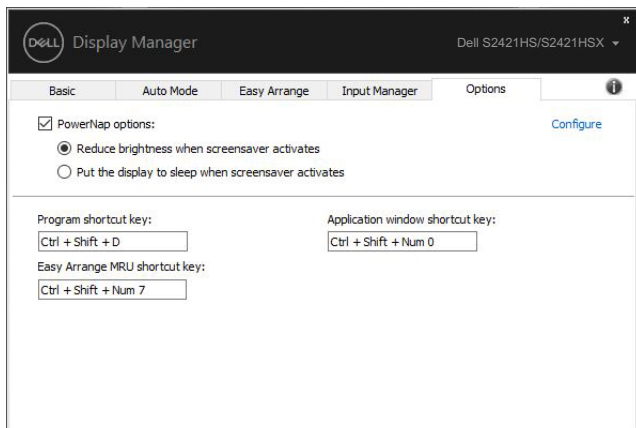 x
DELL Display Manager
Dell S2421HS/S2421HSX
Basic Auto Mode Easy Arrange Input Manager Options i
PowerNap options: Configure
Reduce brightness when screensaver activates
Put the display to sleep when screensaver activates
Program shortcut key: Application window shortcut key:
Ctrl + Shift + D Ctrl + Shift + Num 0
Easy Arrange MRU shortcut key:
Ctrl + Shift + Num 7